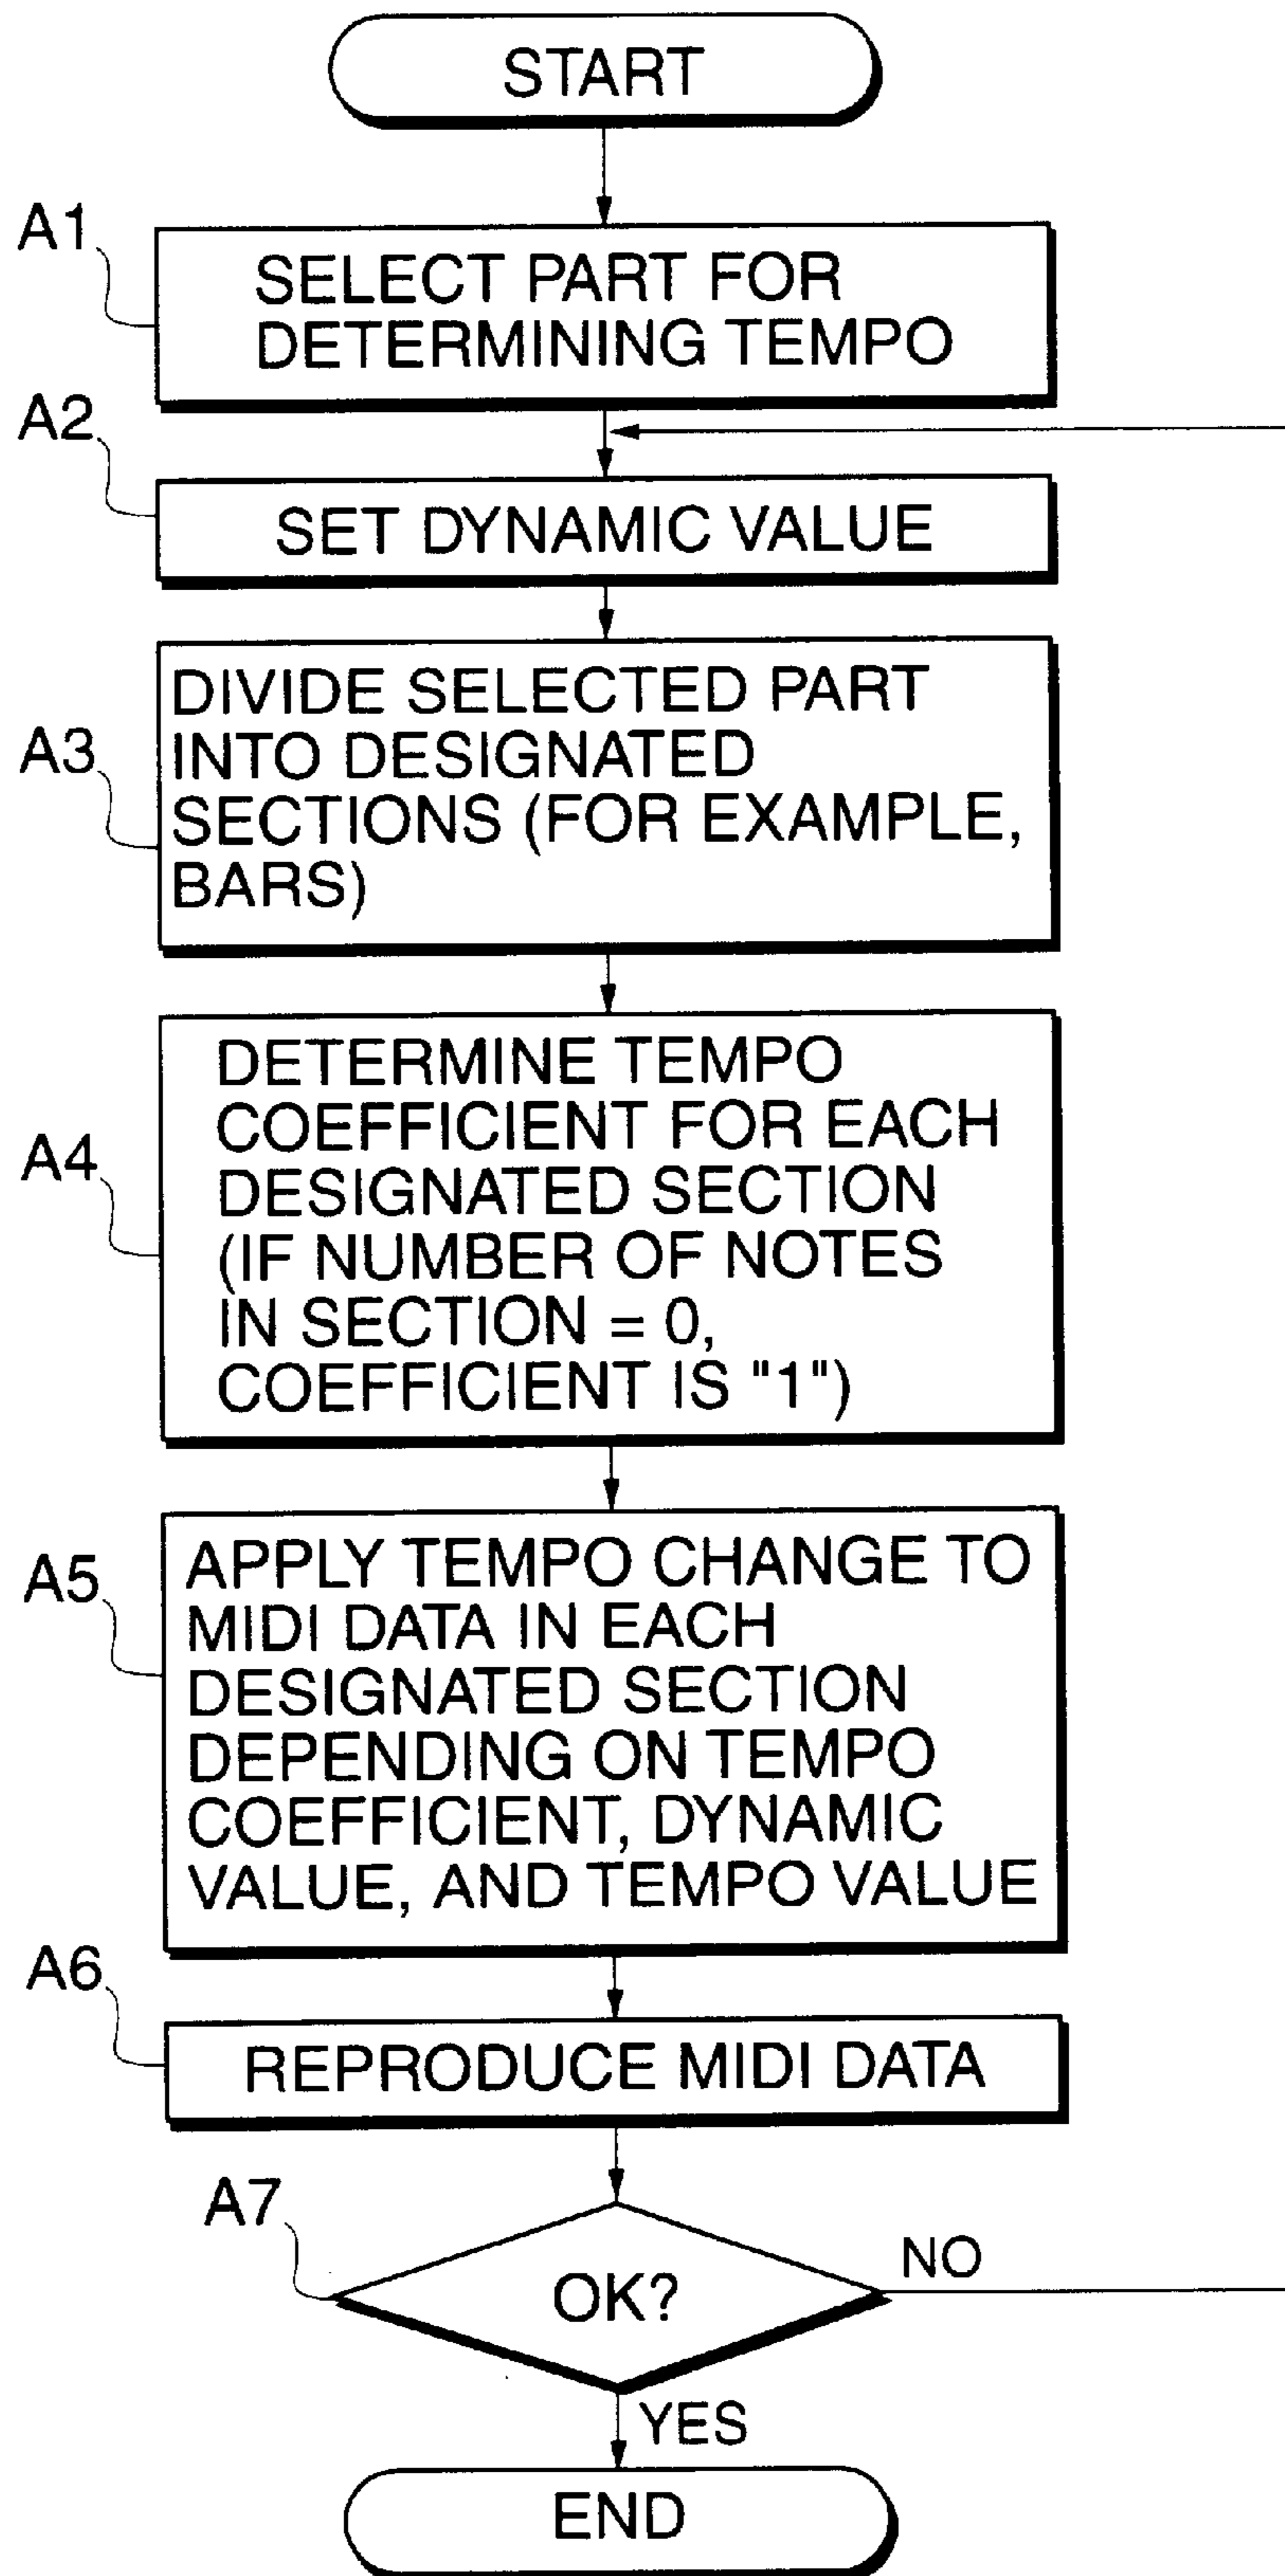 START
A1
SELECT PART FOR
DETERMINING TEMPO
A2
SET DYNAMIC VALUE
A3
DIVIDE SELECTED PART
INTO DESIGNATED
SECTIONS (FOR EXAMPLE,
BARS)
A4
DETERMINE TEMPO
COEFFICIENT FOR EACH
DESIGNATED SECTION
(IF NUMBER OF NOTES
IN SECTION = 0,
COEFFICIENT IS "1")
A5
APPLY TEMPO CHANGE TO
MIDI DATA IN EACH
DESIGNATED SECTION
DEPENDING ON TEMPO
COEFFICIENT, DYNAMIC
VALUE, AND TEMPO VALUE
A6
REPRODUCE MIDI DATA
A7
OK?
NO
YES
END